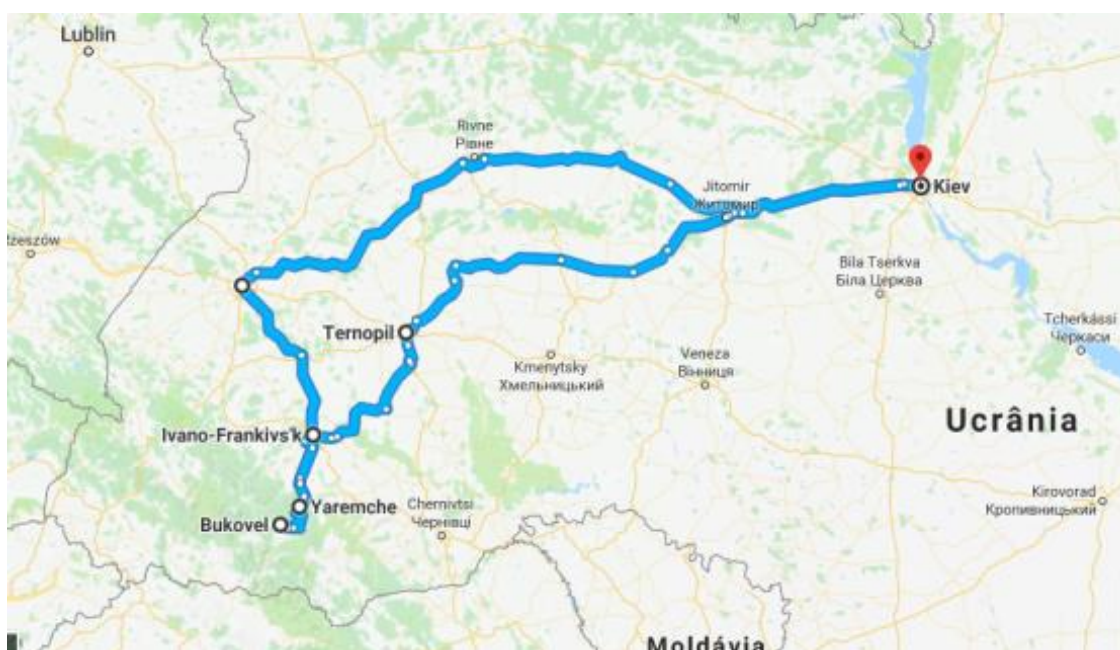 Lublin
Rivne
Рівне
Jitomir
Житомир
Kiev
Rzeszów
Bila Tserkva
Біла Церква
Ternopil
Tcherkássi
Черкаси
Kmenytsky
Хмельницький
Veneza
Вінниця
Ucrânia
Ivano-Frankivs'k
Yaremche
Bukovel
Chernivtsi
Чернівці
Kirovorad
Кропивницький
Moldávia